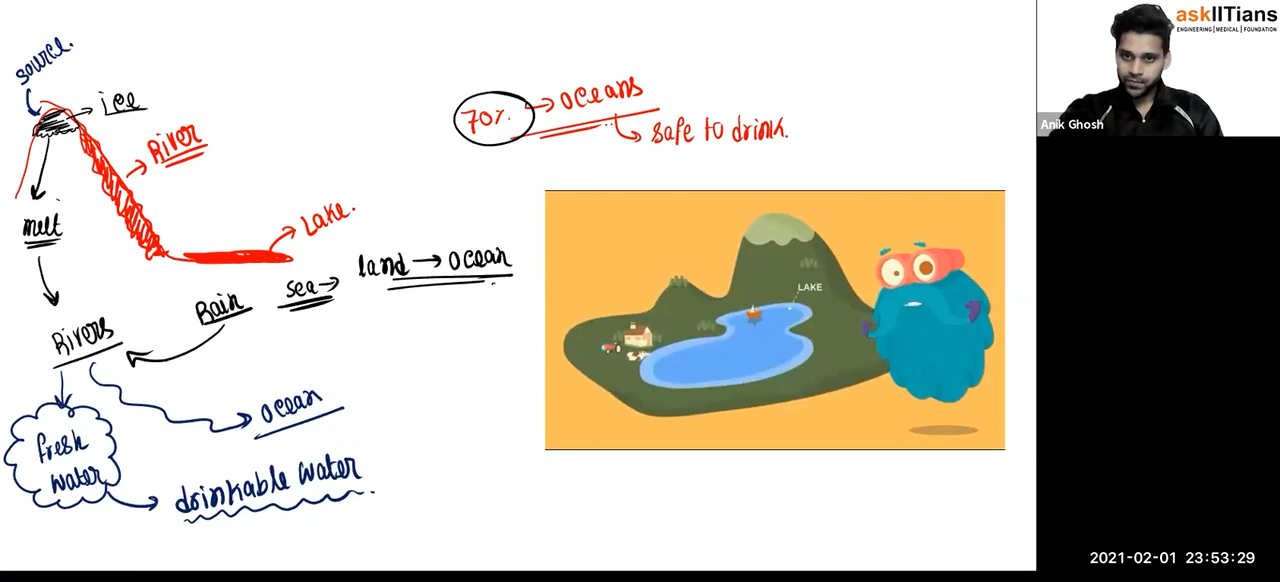 source.
ice
River
melt
Lake.
Rain
sea → land → ocean
Rivers
ocean
fresh
water
drinkable water
70%. → oceans
safe to drink.
LAKE
askIITians
ENGINEERING | MEDICAL | FOUNDATION
Anik Ghosh
2021-02-01 23:53:29